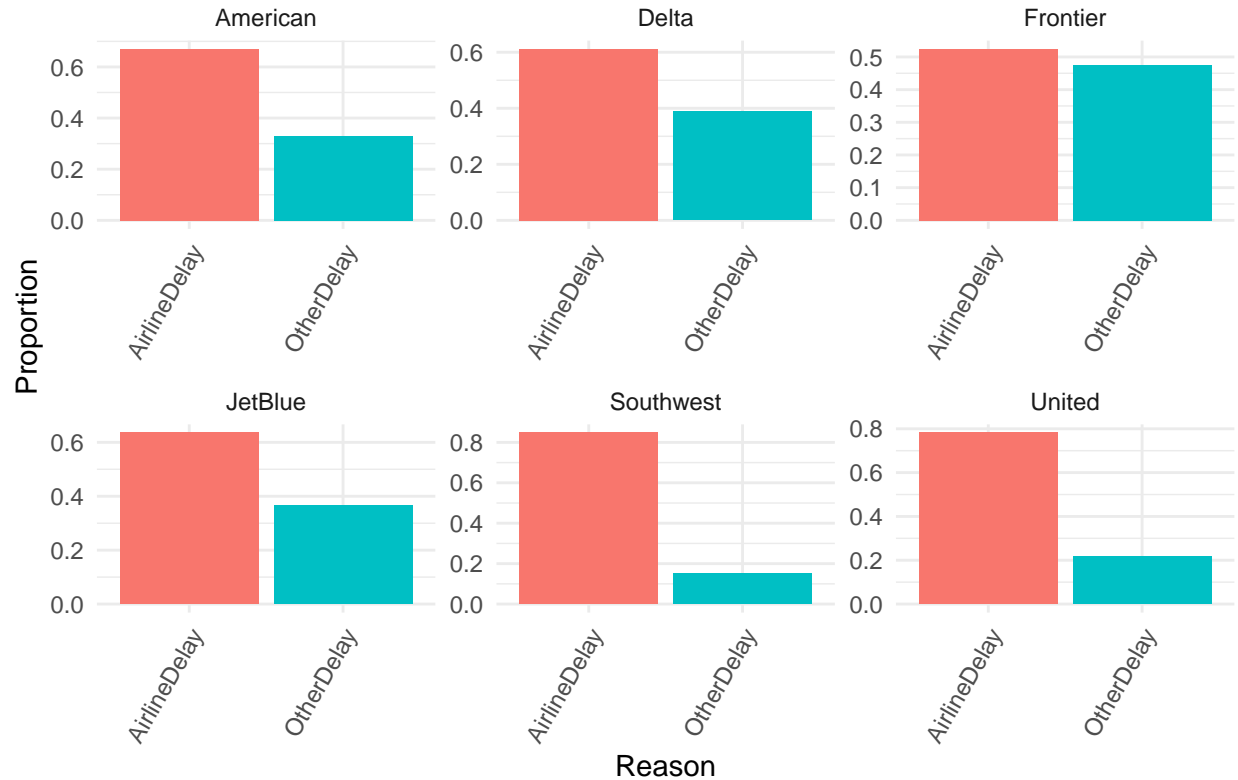 American
Delta
Frontier
0.6
0.4
0.2
0.0
0.6
0.4
0.2
0.0
0.5
0.4
0.3
0.2
0.1
0.0
AirlineDelay
OtherDelay
AirlineDelay
OtherDelay
AirlineDelay
OtherDelay
Proportion
JetBlue
Southwest
United
0.6
0.4
0.2
0.0
0.8
0.6
0.4
0.2
0.0
0.8
0.6
0.4
0.2
0.0
AirlineDelay
OtherDelay
AirlineDelay
OtherDelay
AirlineDelay
OtherDelay
Reason